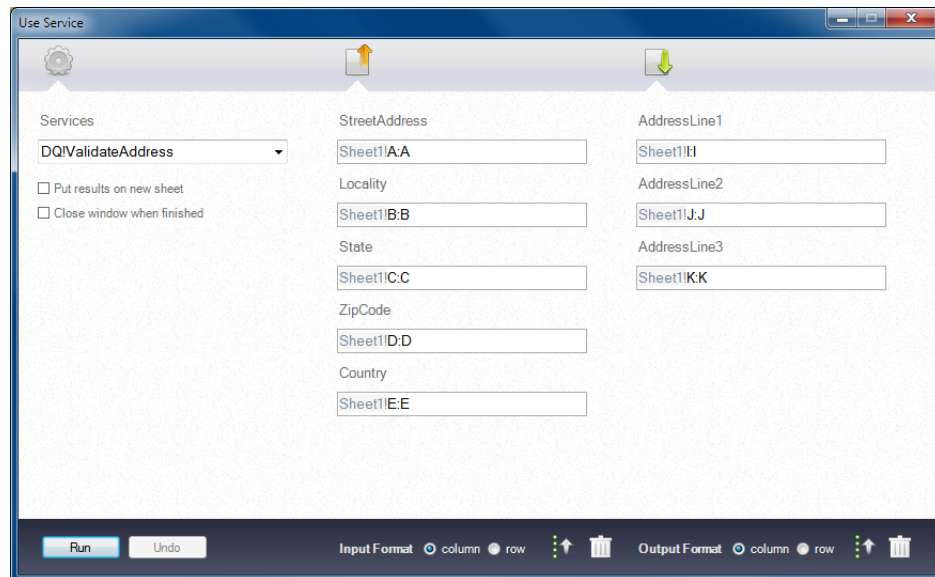 Use Service
Services
DQ!ValidateAddress
Put results on new sheet
Close window when finished
StreetAddress
Sheet1!A:A
Locality
Sheet1!B:B
State
Sheet1!C:C
ZipCode
Sheet1!D:D
Country
Sheet1!E:E
AddressLine1
Sheet1!I:I
AddressLine2
Sheet1!J:J
AddressLine3
Sheet1!K:K
Run Undo Input Format column row Output Format column row